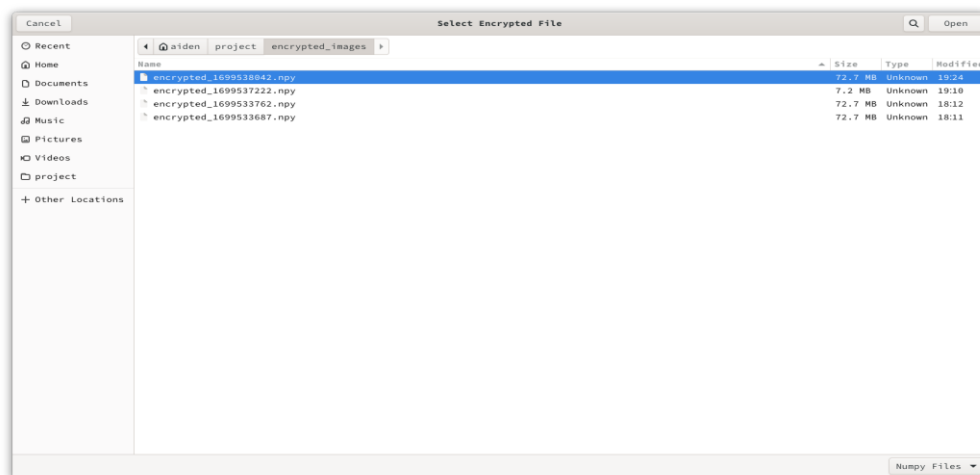 Cancel Select Encrypted File Open
Recent
Home
Documents
Downloads
Music
Pictures
Videos
project
Other Locations
aiden project encrypted_images
Name Size Type Modified
encrypted_1699538042.npy 72.7 MB Unknown 19:24
encrypted_1699537222.npy 7.2 MB Unknown 19:10
encrypted_1699533762.npy 72.7 MB Unknown 18:12
encrypted_1699533687.npy 72.7 MB Unknown 18:11
Numpy Files